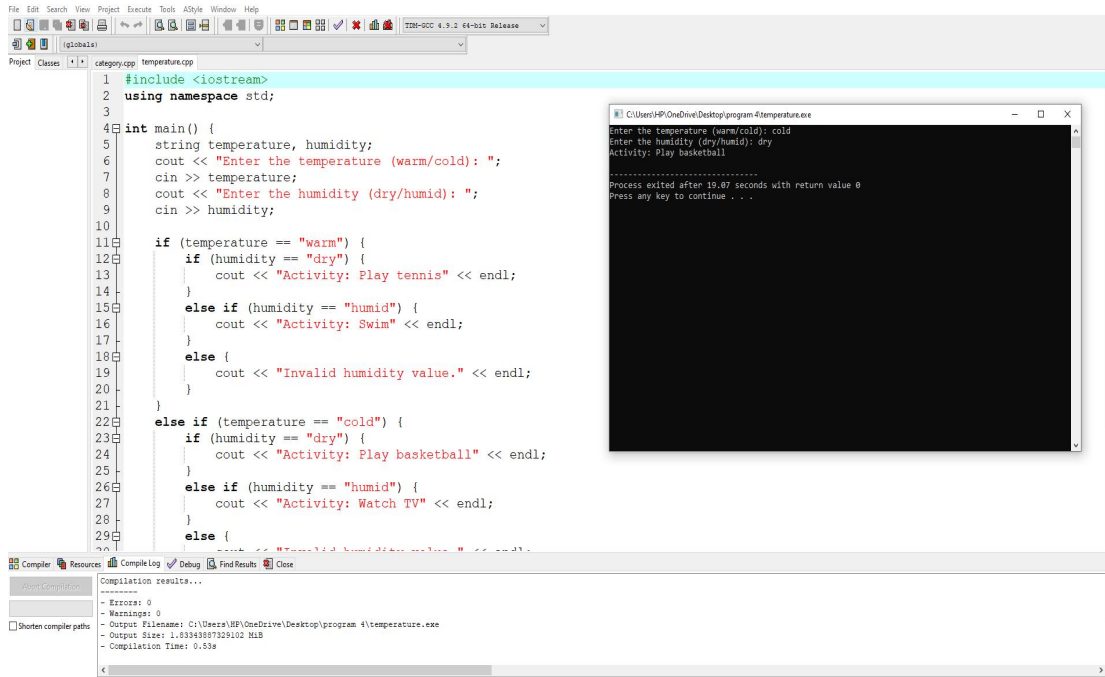 File Edit Search View Project Execute Tools AStyle Window Help
TDM-GCC 4.9.2 64-bit Release
(globals)
Project Classes category.cpp temperature.cpp
1 #include <iostream>
2 using namespace std;
3
4 int main() {
5 string temperature, humidity;
6 cout << "Enter the temperature (warm/cold): ";
7 cin >> temperature;
8 cout << "Enter the humidity (dry/humid): ";
9 cin >> humidity;
10
11 if (temperature == "warm") {
12 if (humidity == "dry") {
13 cout << "Activity: Play tennis" << endl;
14 }
15 else if (humidity == "humid") {
16 cout << "Activity: Swim" << endl;
17 }
18 else {
19 cout << "Invalid humidity value." << endl;
20 }
21 }
22 else if (temperature == "cold") {
23 if (humidity == "dry") {
24 cout << "Activity: Play basketball" << endl;
25 }
26 else if (humidity == "humid") {
27 cout << "Activity: Watch TV" << endl;
28 }
29 else {
C:\Users\HP\OneDrive\Desktop\program 4\temperature.exe
Enter the temperature (warm/cold): cold
Enter the humidity (dry/humid): dry
Activity: Play basketball
--------------------------------
Process exited after 19.07 seconds with return value 0
Press any key to continue . . .
Compiler Resources Compile Log Debug Find Results Close
Abort Compilation
Shorten compiler paths
Compilation results...
--------
- Errors: 0
- Warnings: 0
- Output Filename: C:\Users\HP\OneDrive\Desktop\program 4\temperature.exe
- Output Size: 1.83343887329102 MiB
- Compilation Time: 0.53s